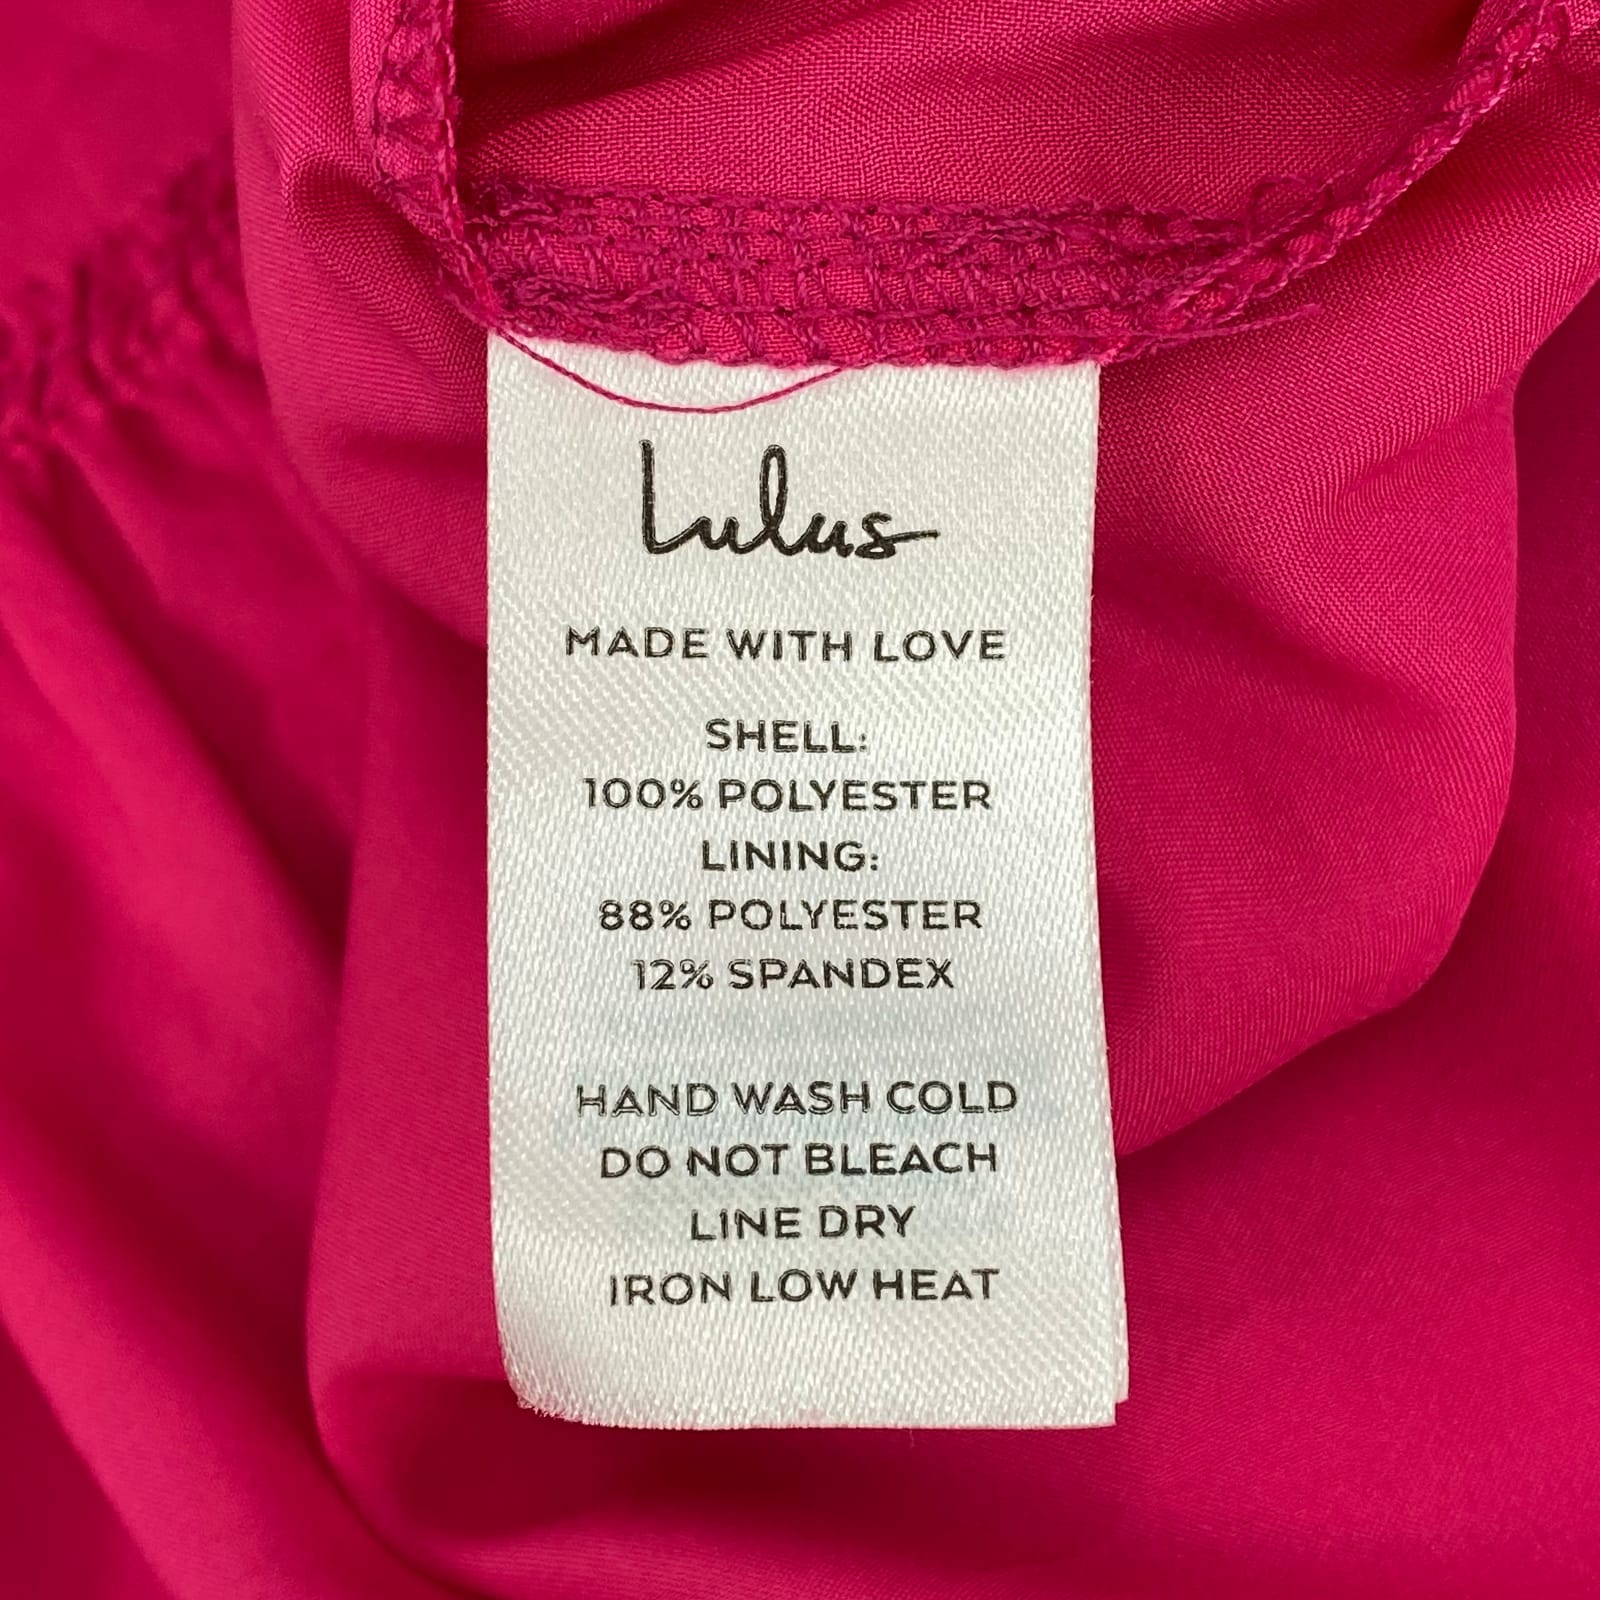 Lulus
MADE WITH LOVE
SHELL:
100% POLYESTER
LINING:
88% POLYESTER
12% SPANDEX
HAND WASH COLD
DO NOT BLEACH
LINE DRY
IRON LOW HEAT